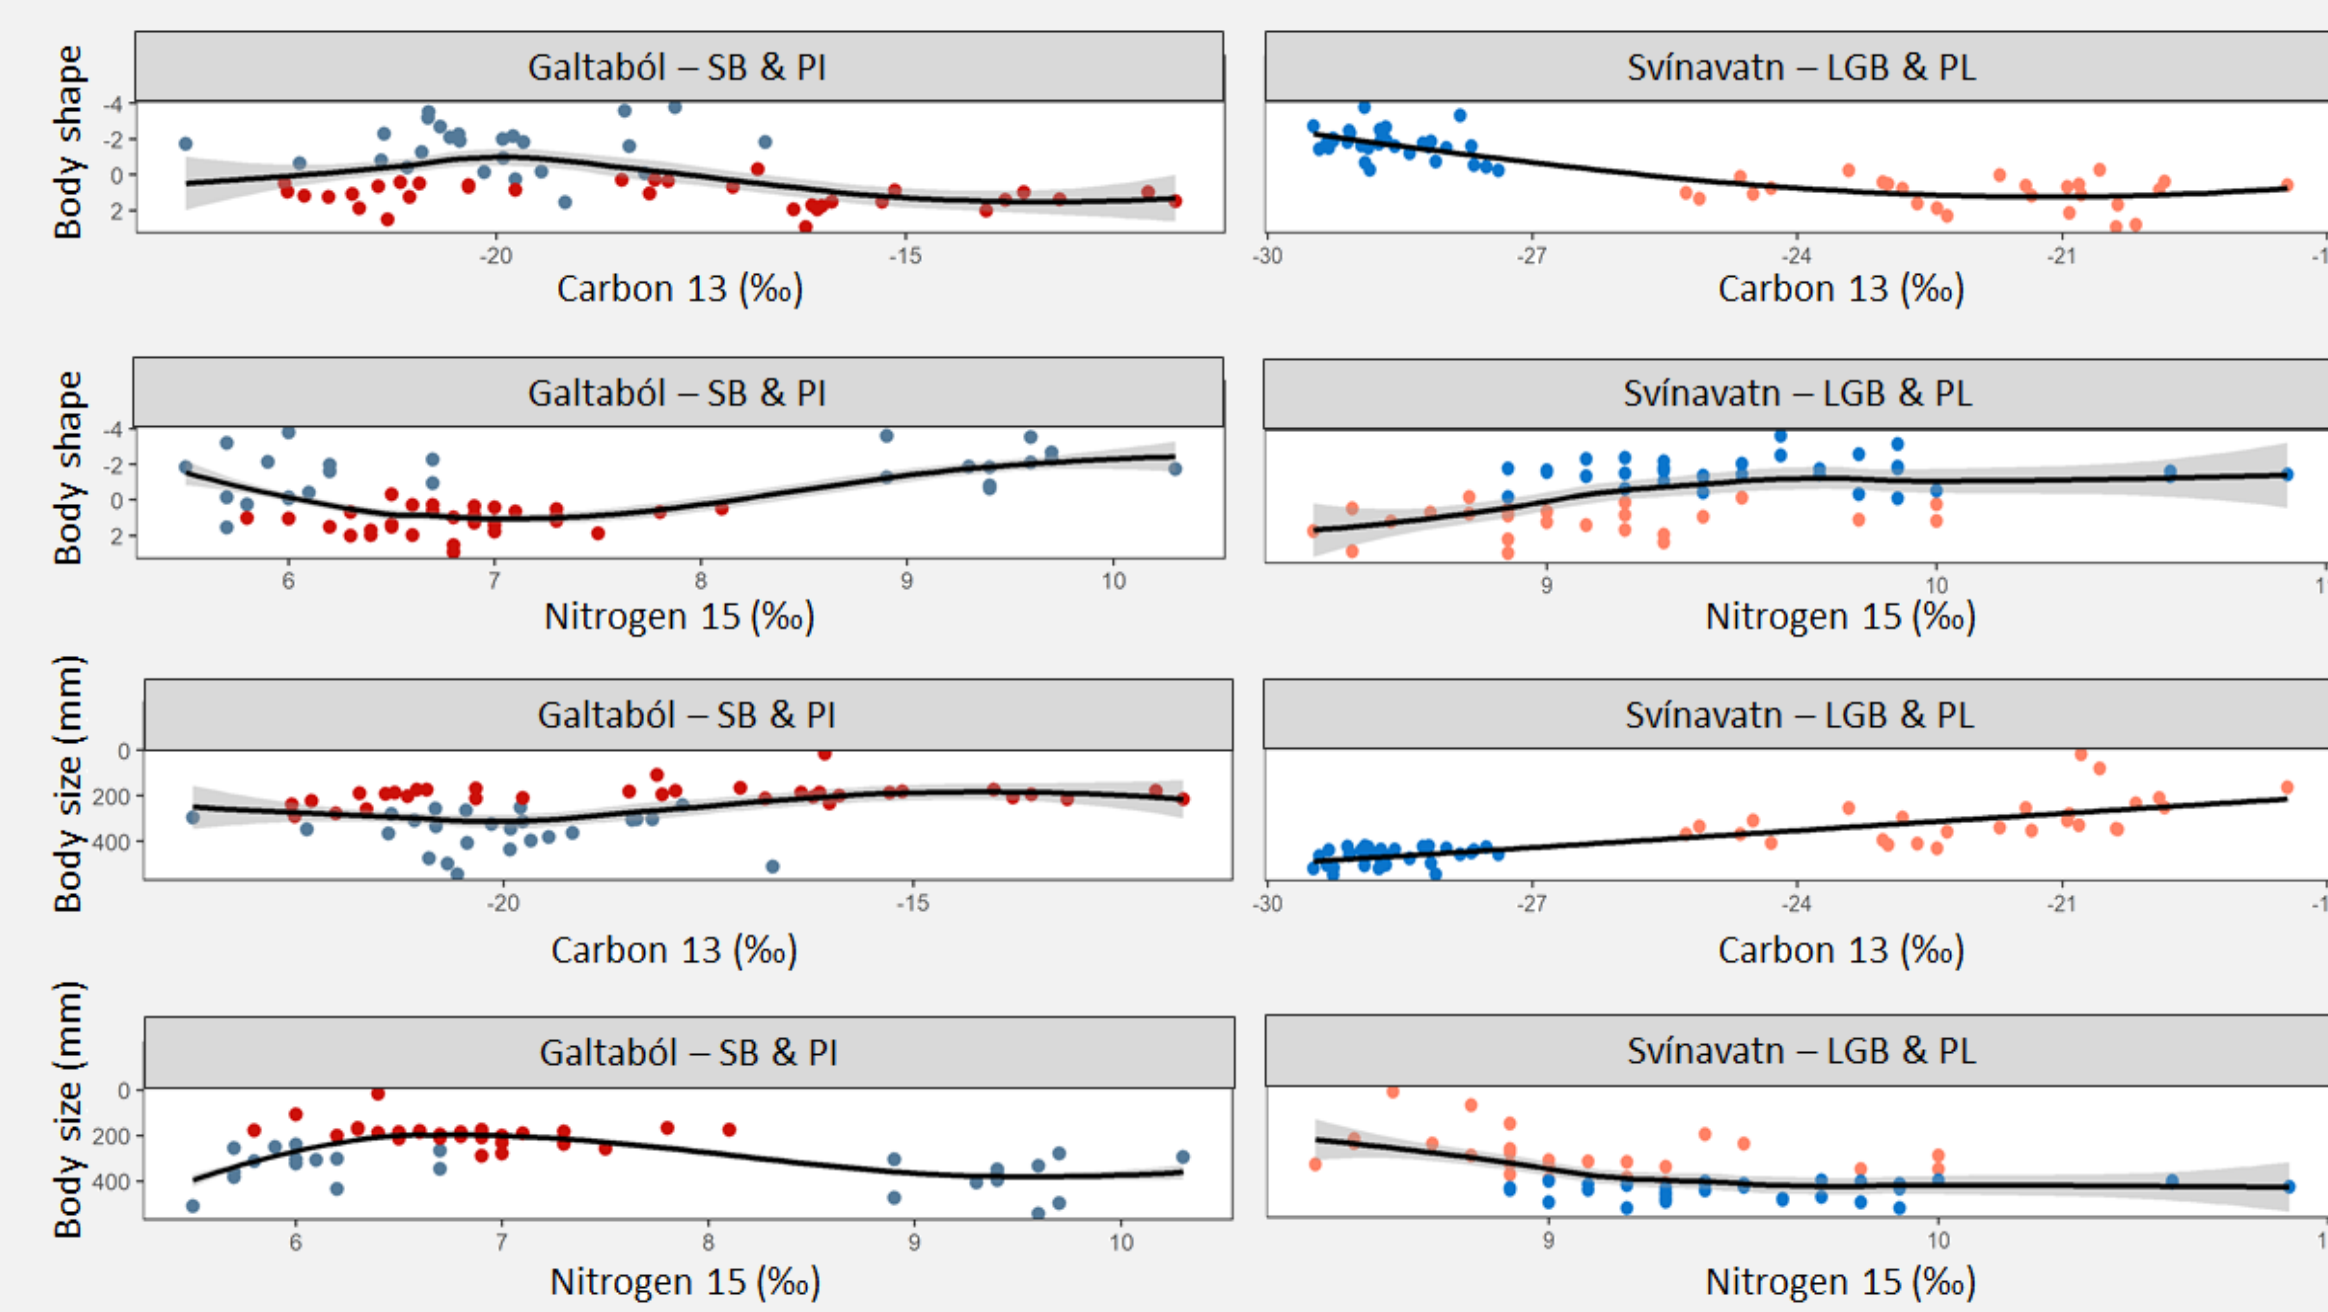 Galtaból – SB & PI
Svínavatn – LGB & PL
Body shape
-4
-2
0
2
-20
-15
-30
-27
-24
-21
Carbon 13 (‰)
Carbon 13 (‰)
Galtaból – SB & PI
Svínavatn – LGB & PL
Body shape
-4
-2
0
2
6
7
8
9
10
9
10
Nitrogen 15 (‰)
Nitrogen 15 (‰)
Galtaból – SB & PI
Svínavatn – LGB & PL
Body size (mm)
0
200
400
-20
-15
-30
-27
-24
-21
Carbon 13 (‰)
Carbon 13 (‰)
Galtaból – SB & PI
Svínavatn – LGB & PL
Body size (mm)
0
200
400
6
7
8
9
10
9
10
Nitrogen 15 (‰)
Nitrogen 15 (‰)